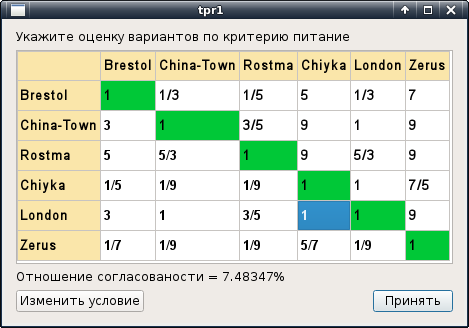 tpr1
Укажите оценку вариантов по критерию питание
Brestol China-Town Rostma Chiyka London Zerus
Brestol 1 1/3 1/5 5 1/3 7
China-Town 3 1 3/5 9 1 9
Rostma 5 5/3 1 9 5/3 9
Chiyka 1/5 1/9 1/9 1 1 7/5
London 3 1 3/5 1 1 9
Zerus 1/7 1/9 1/9 5/7 1/9 1
Отношение согласованости = 7.48347%
Изменить условие Принять